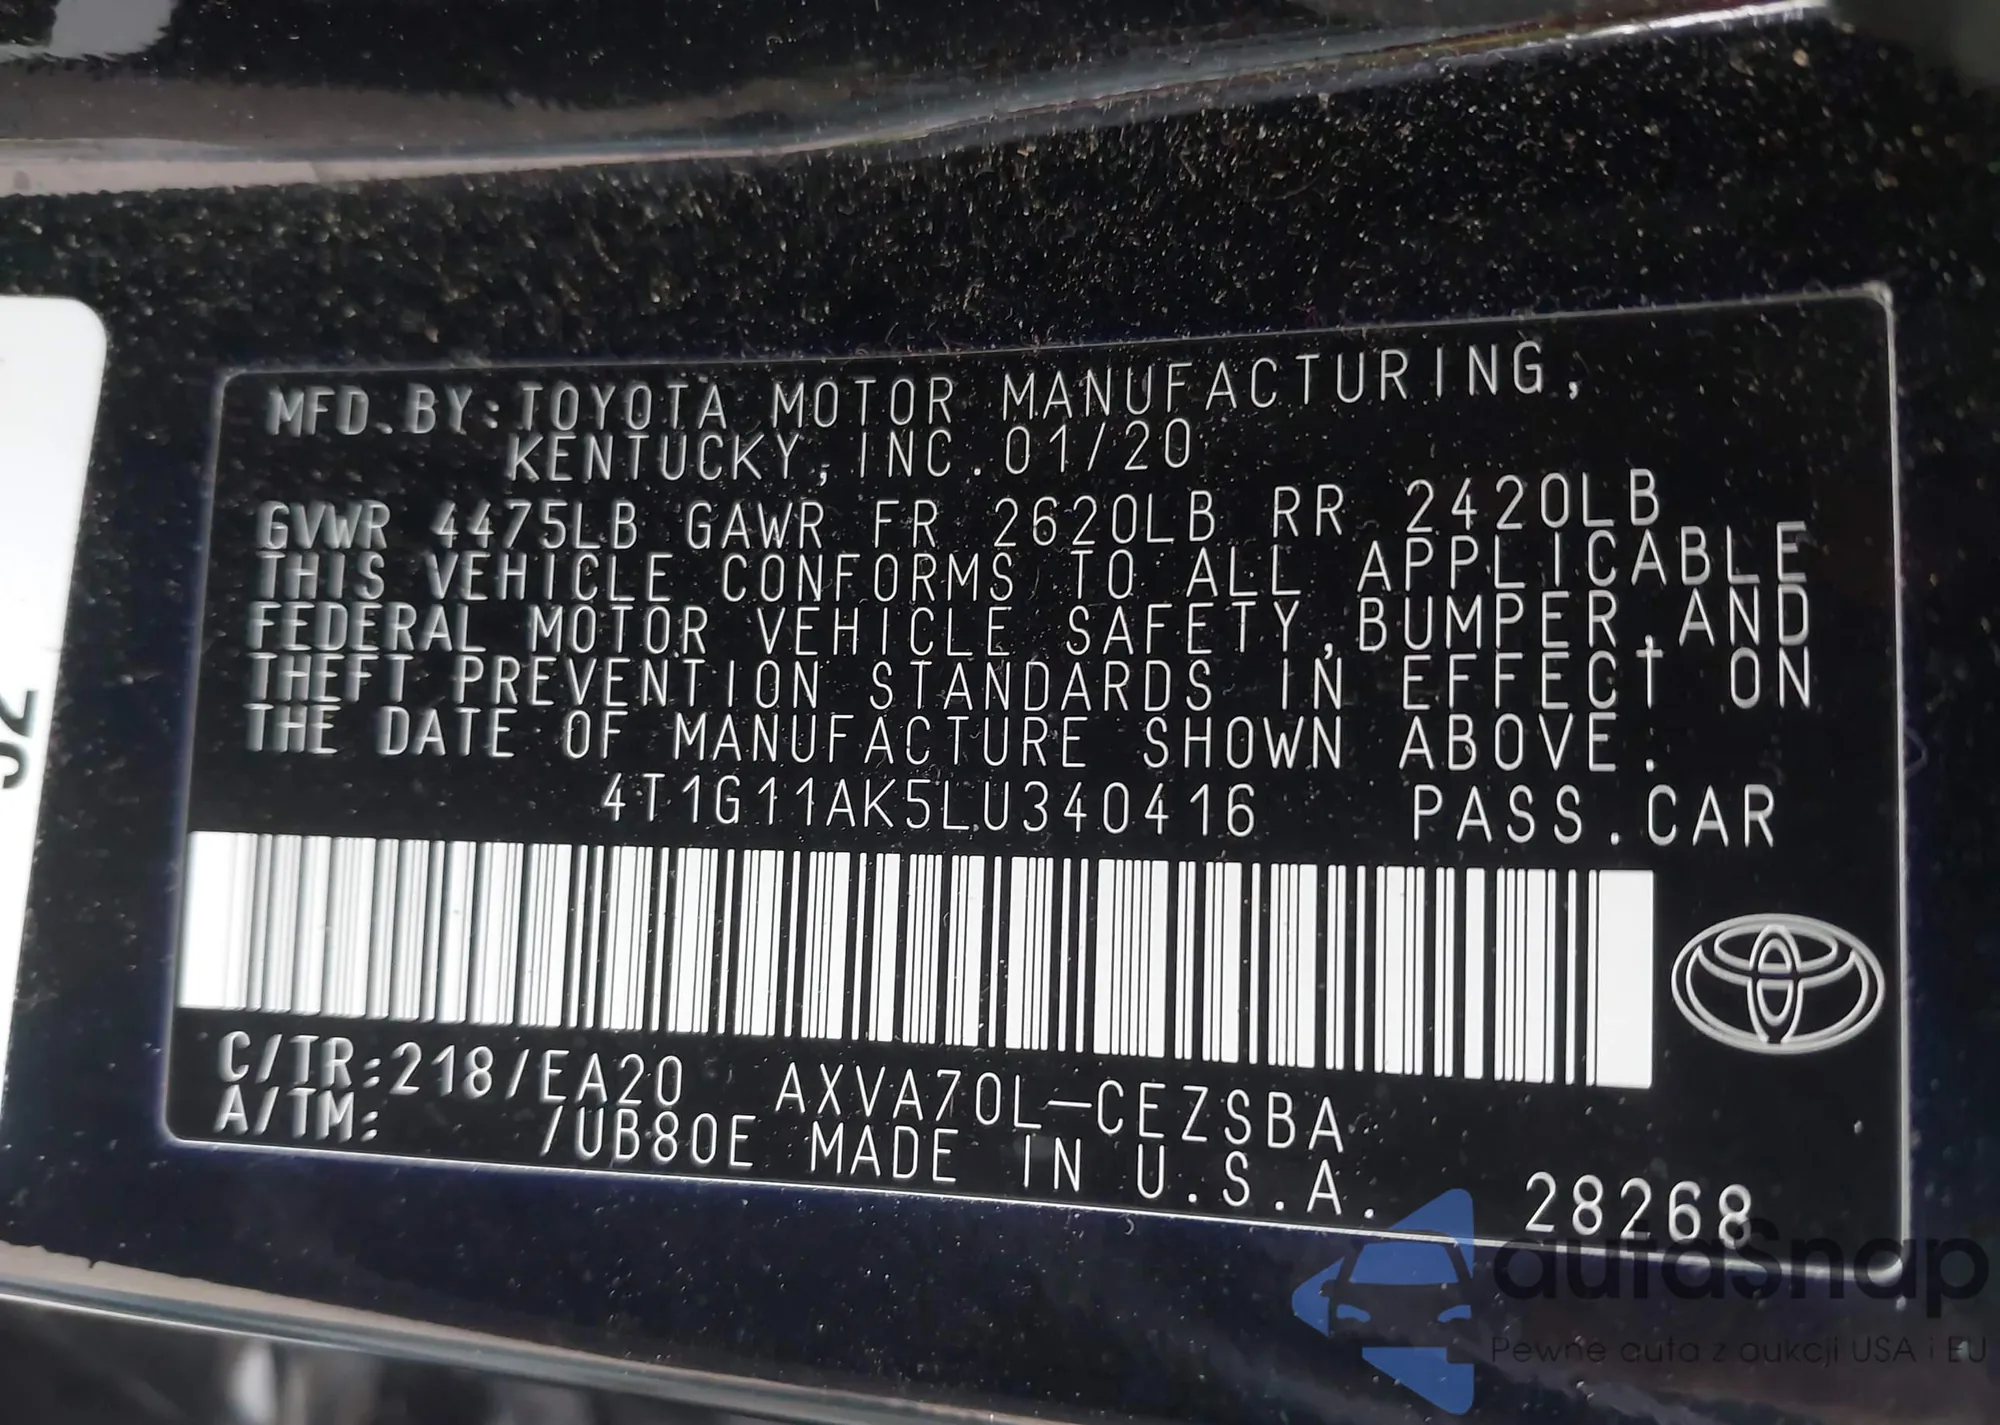 MFD.BY:TOYOTA MOTOR MANUFACTURING,
KENTUCKY, INC.01/20
GVWR 4475LB GAWR FR 2620LB RR 2420LB
THIS VEHICLE CONFORMS TO ALL APPLICABLE
FEDERAL MOTOR VEHICLE SAFETY,BUMPER,AND
THEFT PREVENTION STANDARDS IN EFFECT ON
THE DATE OF MANUFACTURE SHOWN ABOVE.
4T1G11AK5LU340416 PASS.CAR
C/TR:218/EA20 AXVA70L-CEZSBA
A/TM: /UB80E MADE IN U.S.A.
28268
autaSnap
Pewne auta z aukcji USA i EU